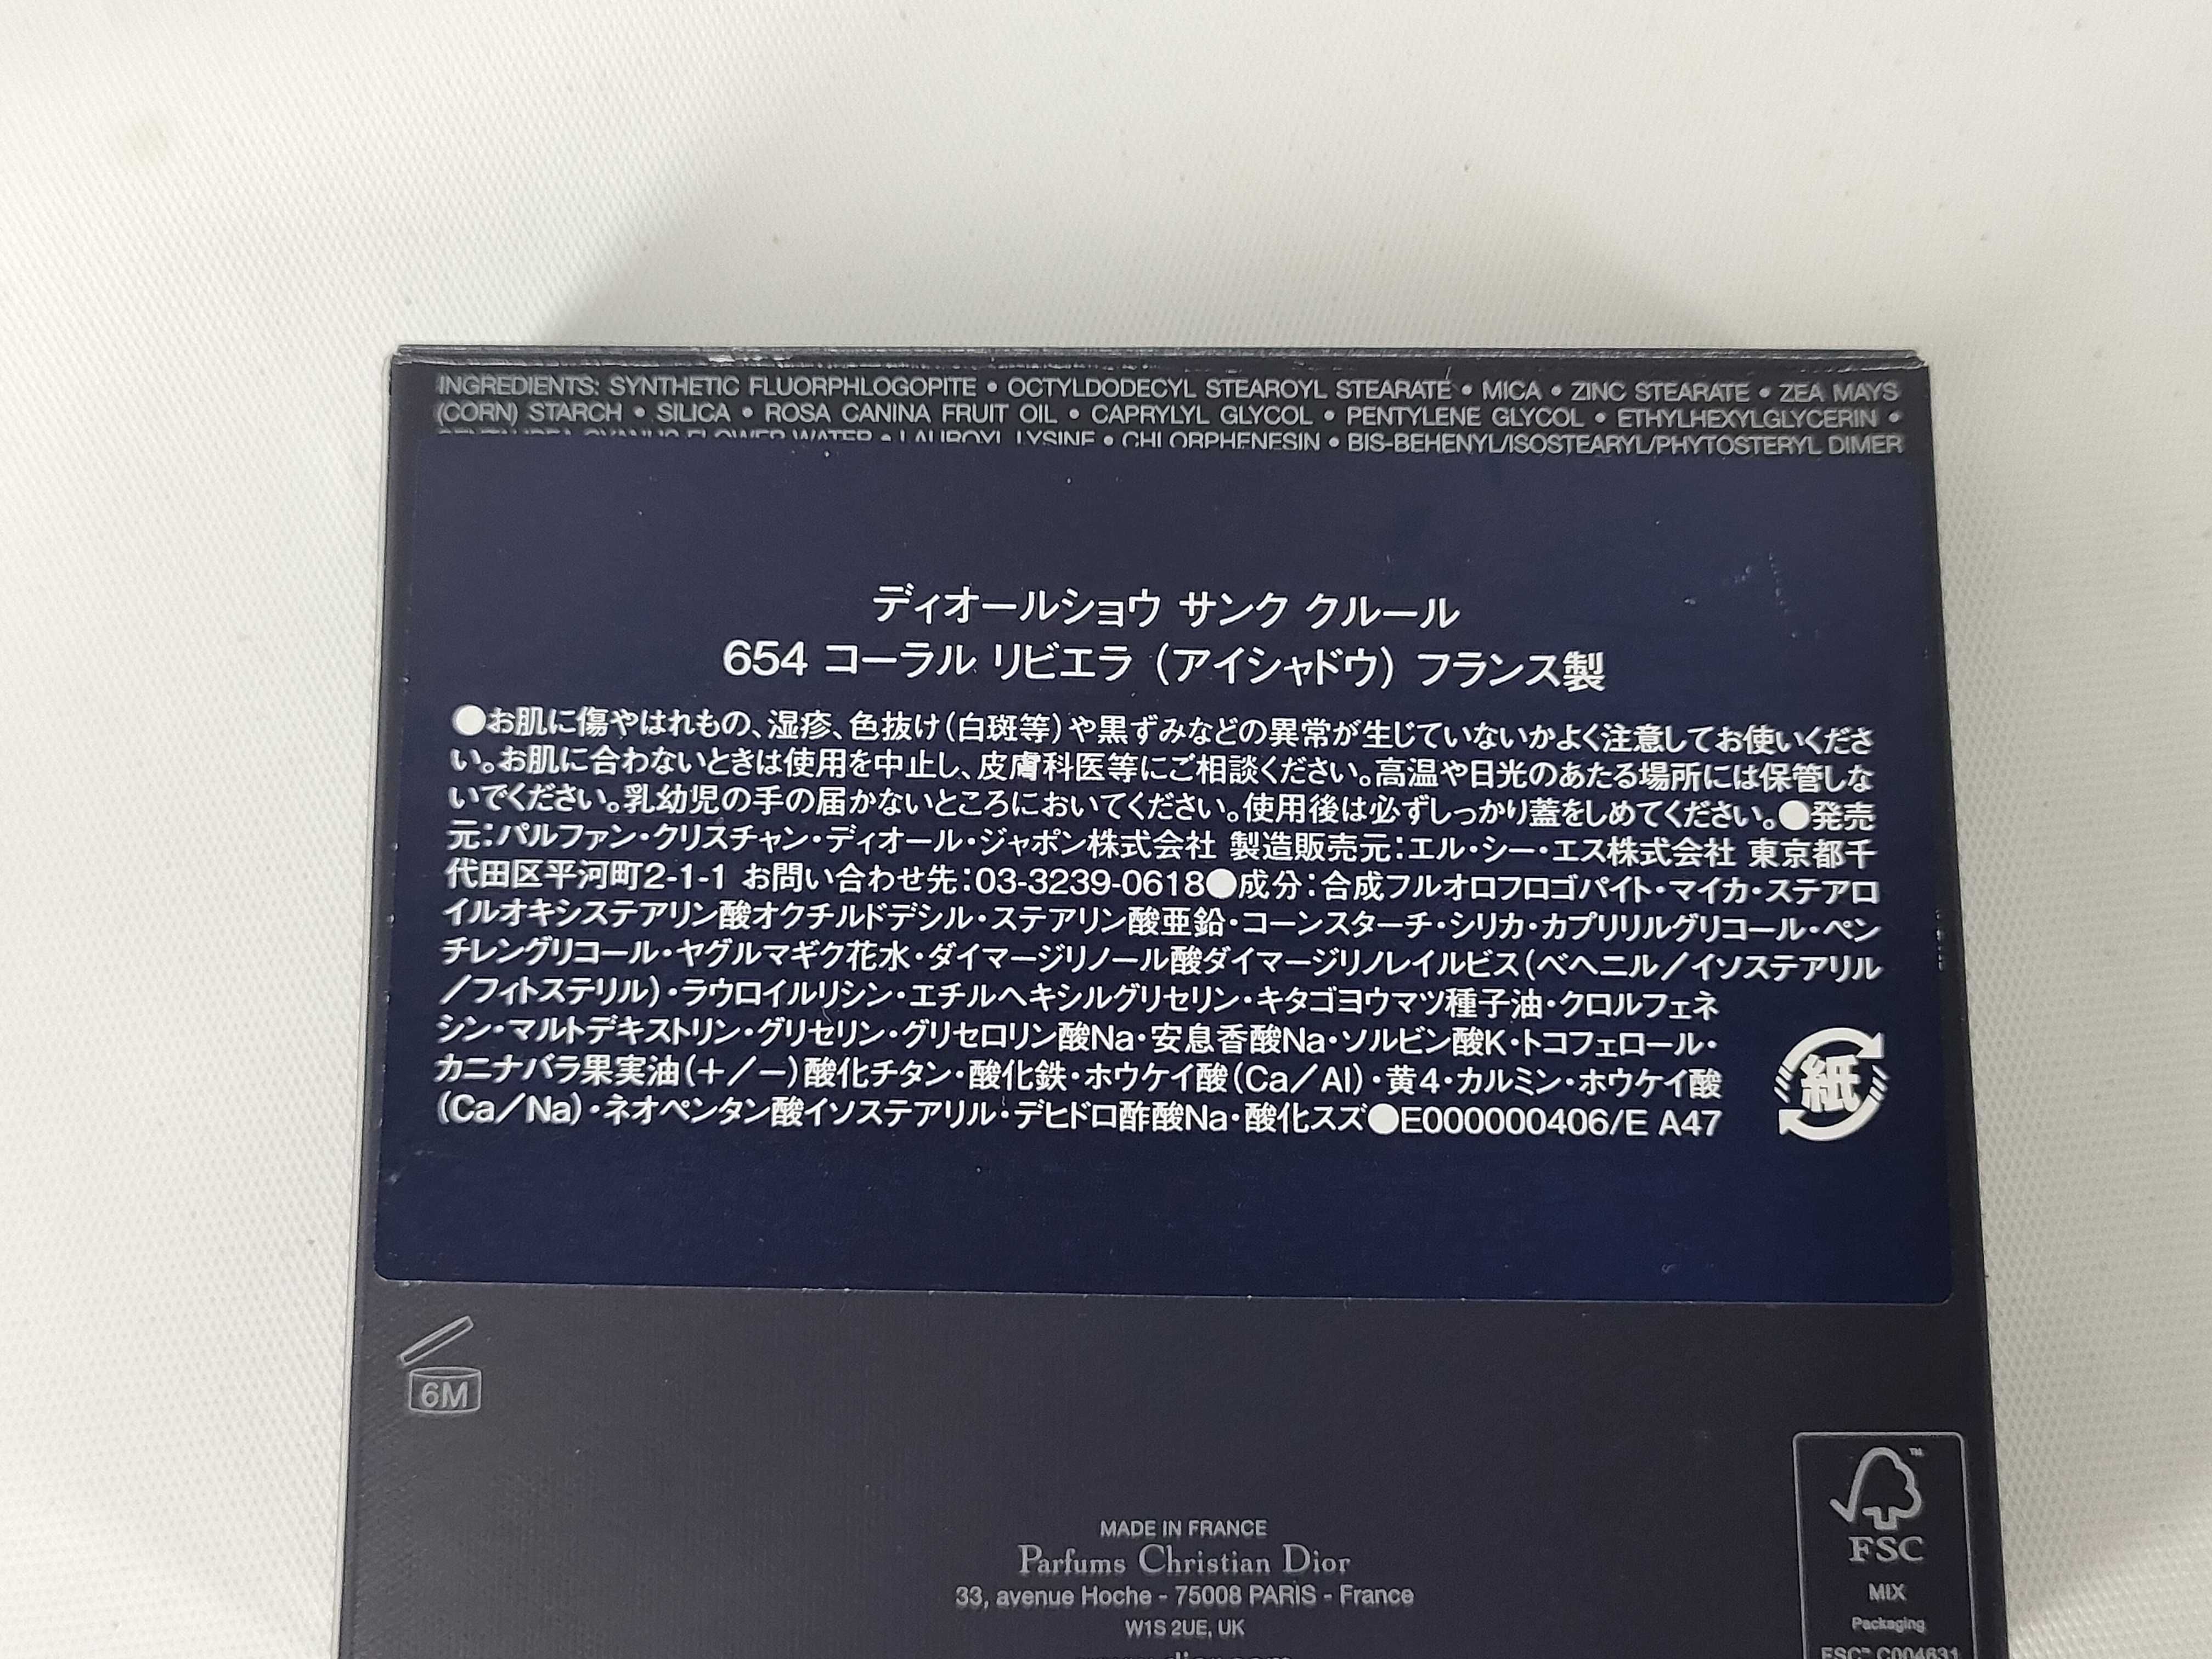 INGREDIENTS: SYNTHETIC FLUORPHLOGOPITE • OCTYLDODECYL STEAROYL STEARATE • MICA • ZINC STEARATE • ZEA MAYS
(CORN) STARCH • SILICA • ROSA CANINA FRUIT OIL • CAPRYLYL GLYCOL • PENTYLENE GLYCOL • ETHYLHEXYLGLYCERIN •
FLOWER WATER • LAUROYL LYSINE • CHLORPHENESIN • BIS-BEHENYL/ISOSTEARYL/PHYTOSTERYL DIMER
ディオールショウ サンク クルール
654 コーラル リビエラ (アイシャドウ) フランス製
●お肌に傷やはれもの、湿疹、色抜け(白斑等)や黒ずみなどの異常が生じていないかよく注意してお使いくださ
い。お肌に合わないときは使用を中止し、皮膚科医等にご相談ください。高温や日光のあたる場所には保管しな
いでください。乳幼児の手の届かないところにおいてください。使用後は必ずしっかり蓋をしめてください。●発売
元:パルファン・クリスチャン・ディオール・ジャポン株式会社 製造販売元:エル・シー・エス株式会社 東京都千
代田区平河町2-1-1 お問い合わせ先:03-3239-0618●成分:合成フルオロフロゴパイト・マイカ・ステアロ
イルオキシステアリン酸オクチルドデシル・ステアリン酸亜鉛・コーンスターチ・シリカ・カプリリルグリコール・ペン
チレングリコール・ヤグルマギク花水・ダイマージリノール酸ダイマージリノレイルビス(ベヘニル/イソステアリル
/フィトステリル)・ラウロイルリシン・エチルヘキシルグリセリン・キタゴヨウマツ種子油・クロルフェネ
シン・マルトデキストリン・グリセリン・グリセロリン酸Na・安息香酸Na・ソルビン酸K・トコフェロール・
カニナバラ果実油(+/-)酸化チタン・酸化鉄・ホウケイ酸(Ca/Al)・黄4・カルミン・ホウケイ酸
(Ca/Na)・ネオペンタン酸イソステアリル・デヒドロ酢酸Na・酸化スズ●E000000406/E A47
紙
6M
MADE IN FRANCE
Parfums Christian Dior
33, avenue Hoche - 75008 PARIS - France
W1S 2UE, UK
FSC™
MIX
Packaging
FSC™ C004631